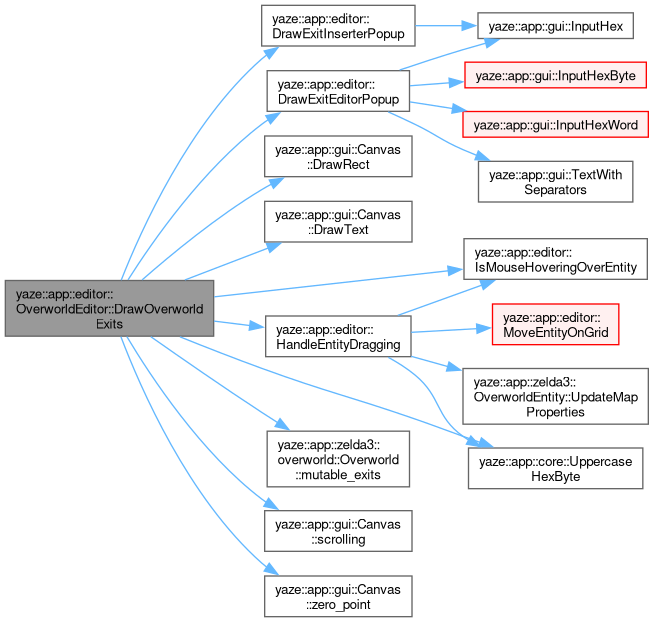 yaze::app::editor::
OverworldEditor::DrawOverworld
Exits
yaze::app::editor::
DrawExitInserterPopup
yaze::app::editor::
DrawExitEditorPopup
yaze::app::gui::Canvas
::DrawRect
yaze::app::gui::Canvas
::DrawText
yaze::app::editor::
HandleEntityDragging
yaze::app::zelda3::
overworld::Overworld
::mutable_exits
yaze::app::gui::Canvas
::scrolling
yaze::app::gui::Canvas
::zero_point
yaze::app::gui::InputHex
yaze::app::gui::InputHexByte
yaze::app::gui::InputHexWord
yaze::app::gui::TextWith
Separators
yaze::app::editor::
IsMouseHoveringOverEntity
yaze::app::editor::
MoveEntityOnGrid
yaze::app::zelda3::
OverworldEntity::UpdateMap
Properties
yaze::app::core::Uppercase
HexByte